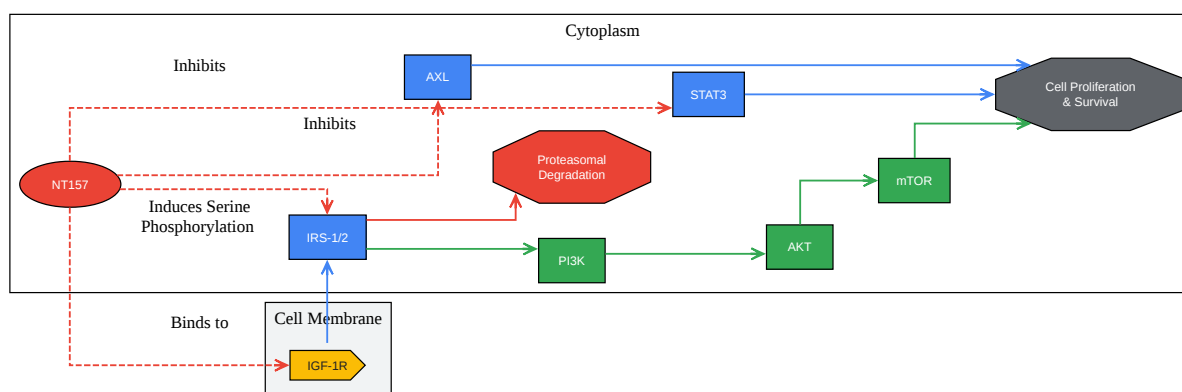 Cytoplasm
Inhibits
AXL
STAT3
Cell Proliferation
& Survival
Inhibits
Proteasomal
Degradation
NT157
mTOR
Induces Serine
Phosphorylation
IRS-1/2
AKT
PI3K
Binds to
Cell Membrane
IGF-1R